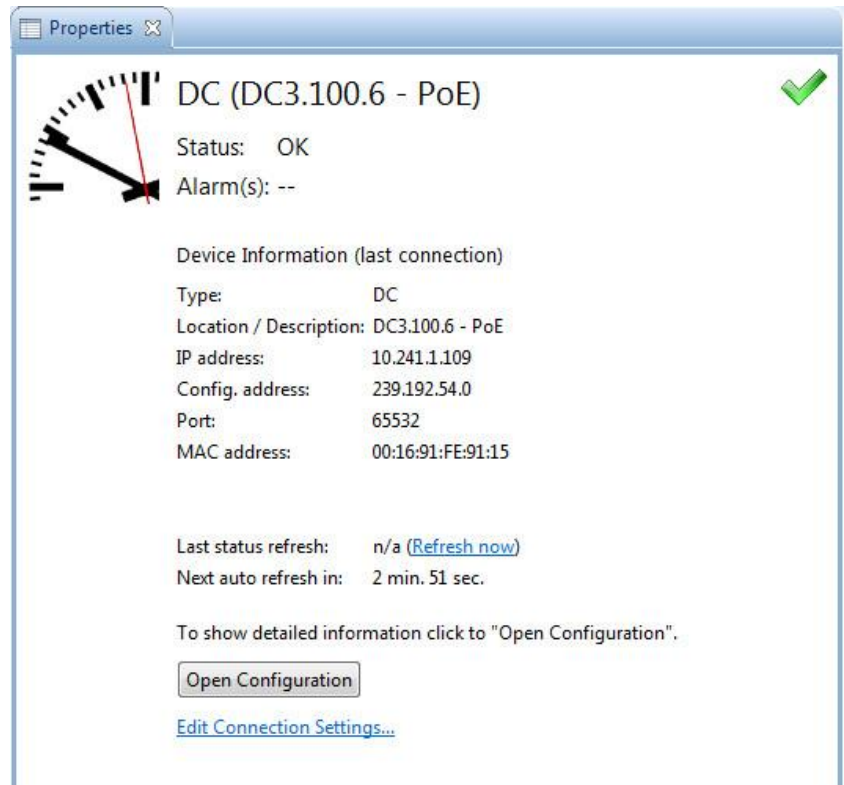 Properties
DC (DC3.100.6 - PoE)
Status: OK
Alarm(s): --
Device Information (last connection)
Type: DC
Location / Description: DC3.100.6 - PoE
IP address: 10.241.1.109
Config. address: 239.192.54.0
Port: 65532
MAC address: 00:16:91:FE:91:15
Last status refresh: n/a (Refresh now)
Next auto refresh in: 2 min. 51 sec.
To show detailed information click to "Open Configuration".
Open Configuration
Edit Connection Settings...